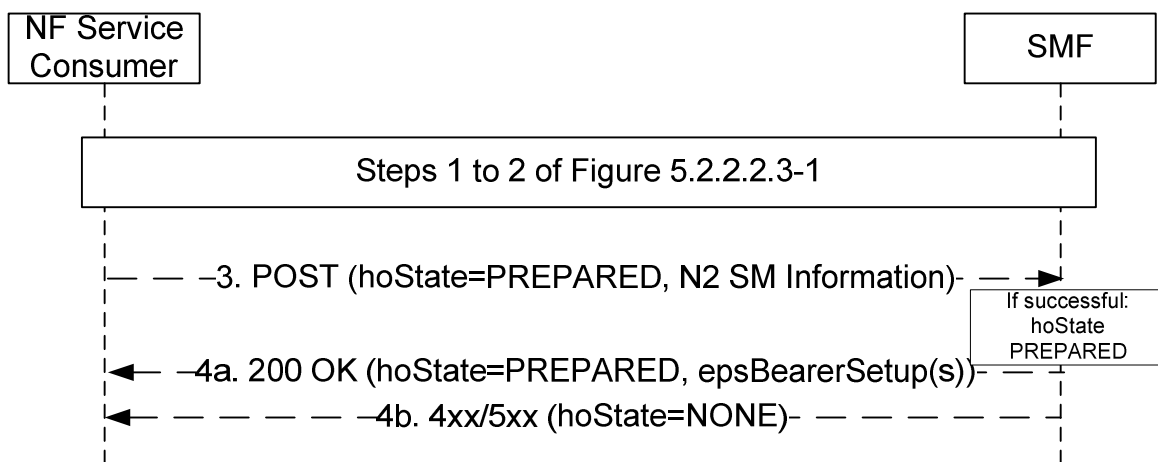 NF Service
Consumer
SMF
Steps 1 to 2 of Figure 5.2.2.2.3-1
3. POST (hoState=PREPARED, N2 SM Information)
If successful:
hoState
PREPARED
4a. 200 OK (hoState=PREPARED, epsBearerSetup(s))
4b. 4xx/5xx (hoState=NONE)